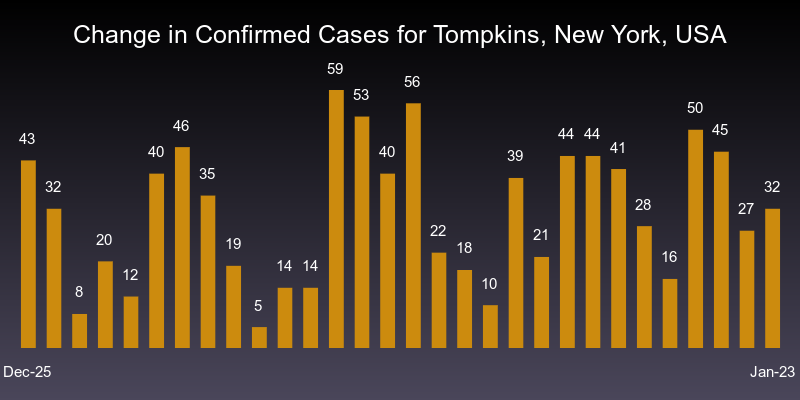 Change in Confirmed Cases for Tompkins, New York, USA
43 32 8 20 12 40 46 35 19 5 14 14 59 53 40 56 22 18 10 39 21 44 44 41 28 16 50 45 27 32
Dec-25 Jan-23